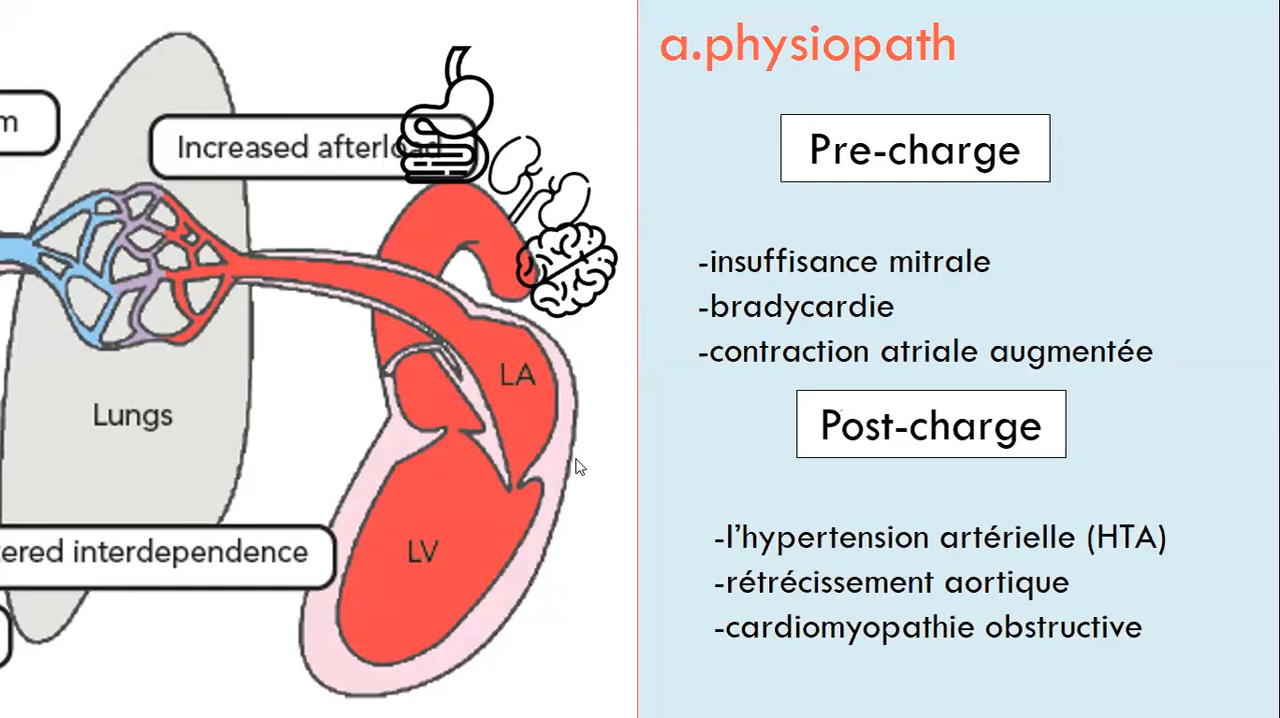 m
Increased afterload
Lungs
LA
LV
tered interdependence
a.physiopath
Pre-charge
-insuffisance mitrale
-bradycardie
-contraction atriale augmentée
Post-charge
-l’hypertension artérielle (HTA)
-rétrécissement aortique
-cardiomyopathie obstructive